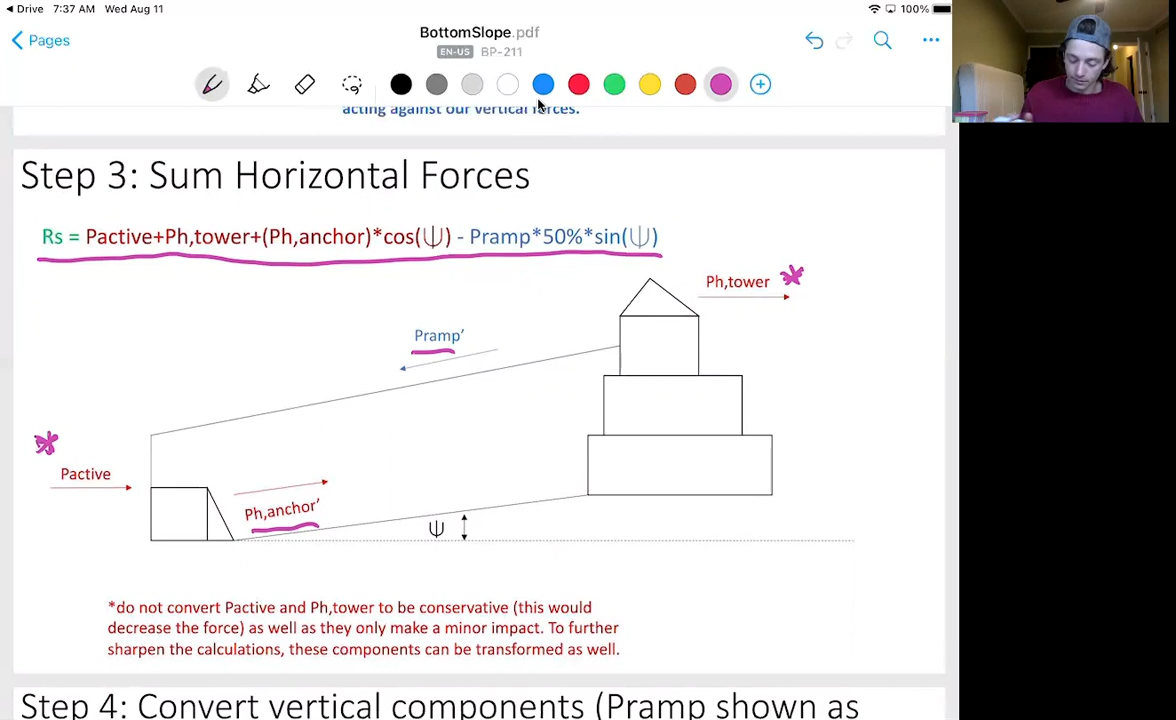 Drive 7:37 AM Wed Aug 11
100%
Pages
BottomSlope.pdf
EN-US BP-211
acting against our vertical forces.
Step 3: Sum Horizontal Forces
Rs = Pactive+Ph,tower+(Ph,anchor)*cos(Ψ) - Pramp*50%*sin(Ψ)
Ph,tower
Pramp’
Pactive
Ph,anchor’
Ψ
*do not convert Pactive and Ph,tower to be conservative (this would
decrease the force) as well as they only make a minor impact. To further
sharpen the calculations, these components can be transformed as well.
Step 4: Convert vertical components (Pramp shown as